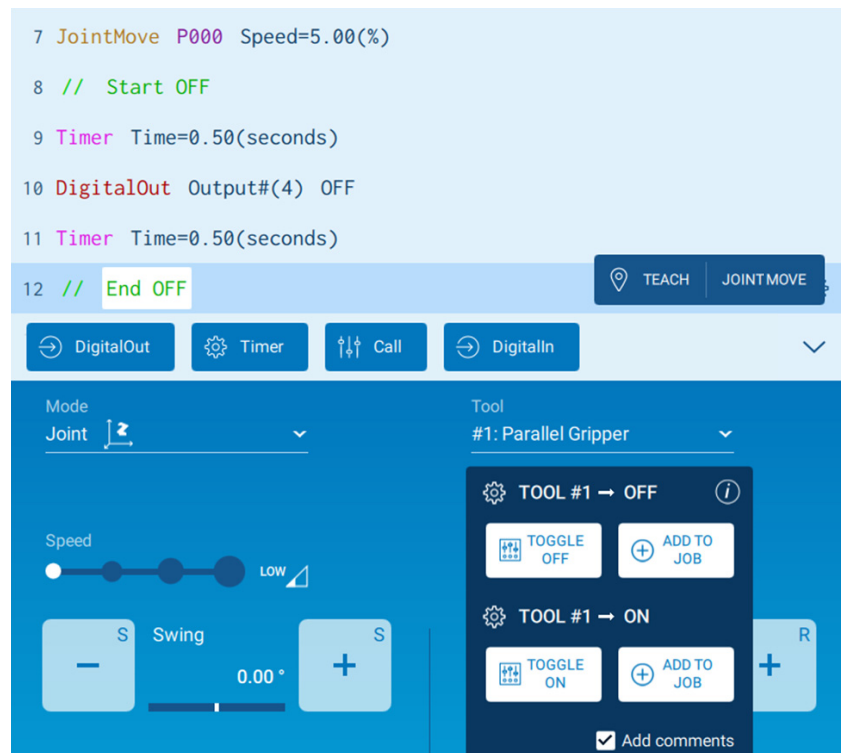 7 JointMove P000 Speed=5.00(%)
8 // Start OFF
9 Timer Time=0.50(seconds)
10 DigitalOut Output#(4) OFF
11 Timer Time=0.50(seconds)
12 // End OFF
TEACH JOINT MOVE
DigitalOut Timer Call DigitalIn
Mode
Joint
Tool
#1: Parallel Gripper
TOOL #1 → OFF
TOGGLE OFF
ADD TO JOB
Speed
LOW
TOOL #1 → ON
TOGGLE ON
ADD TO JOB
S Swing S
0.00 °
R
Add comments